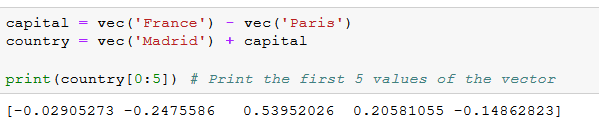 capital = vec('France') - vec('Paris')
country = vec('Madrid') + capital
print(country[0:5]) # Print the first 5 values of the vector
[-0.02905273 -0.2475586   0.53952026  0.20581055 -0.14862823]